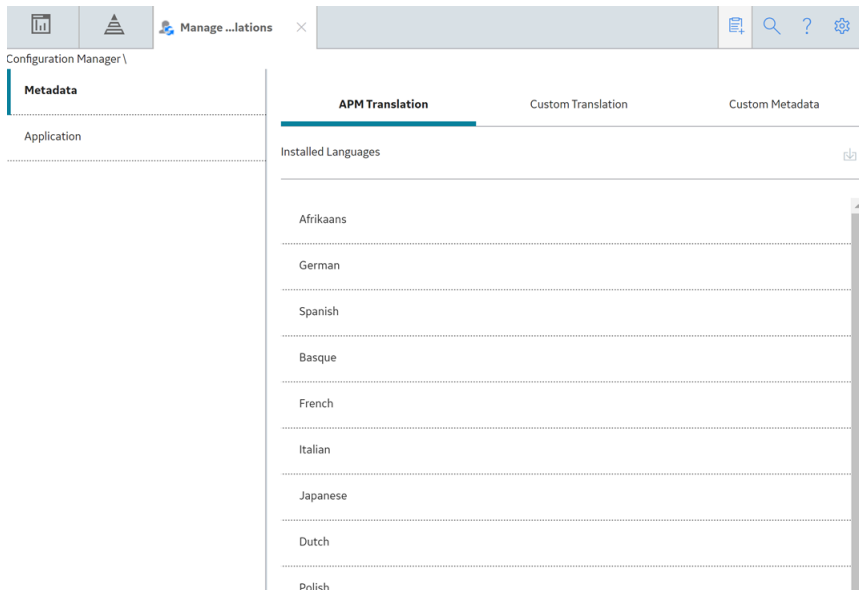 Manage ...lations
Configuration Manager \
Metadata
Application
APM Translation
Custom Translation
Custom Metadata
Installed Languages
Afrikaans
German
Spanish
Basque
French
Italian
Japanese
Dutch
Polish